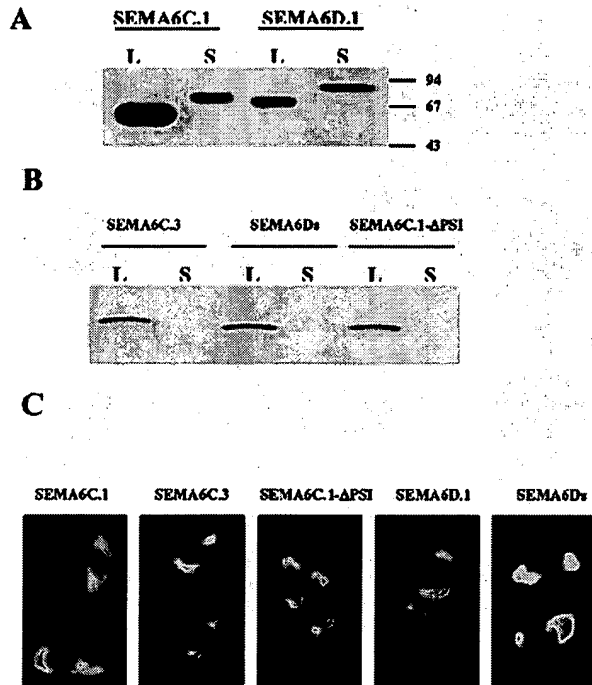 A
SEMA6C.1 SEMA6D.1
L S L S
94
67
43
B
SEMA6C.3 SEMA6Ds SEMA6C.1-ΔPSI
L S L S L S
C
SEMA6C.1 SEMA6C.3 SEMA6C.1-ΔPSI SEMA6D.1 SEMA6Ds